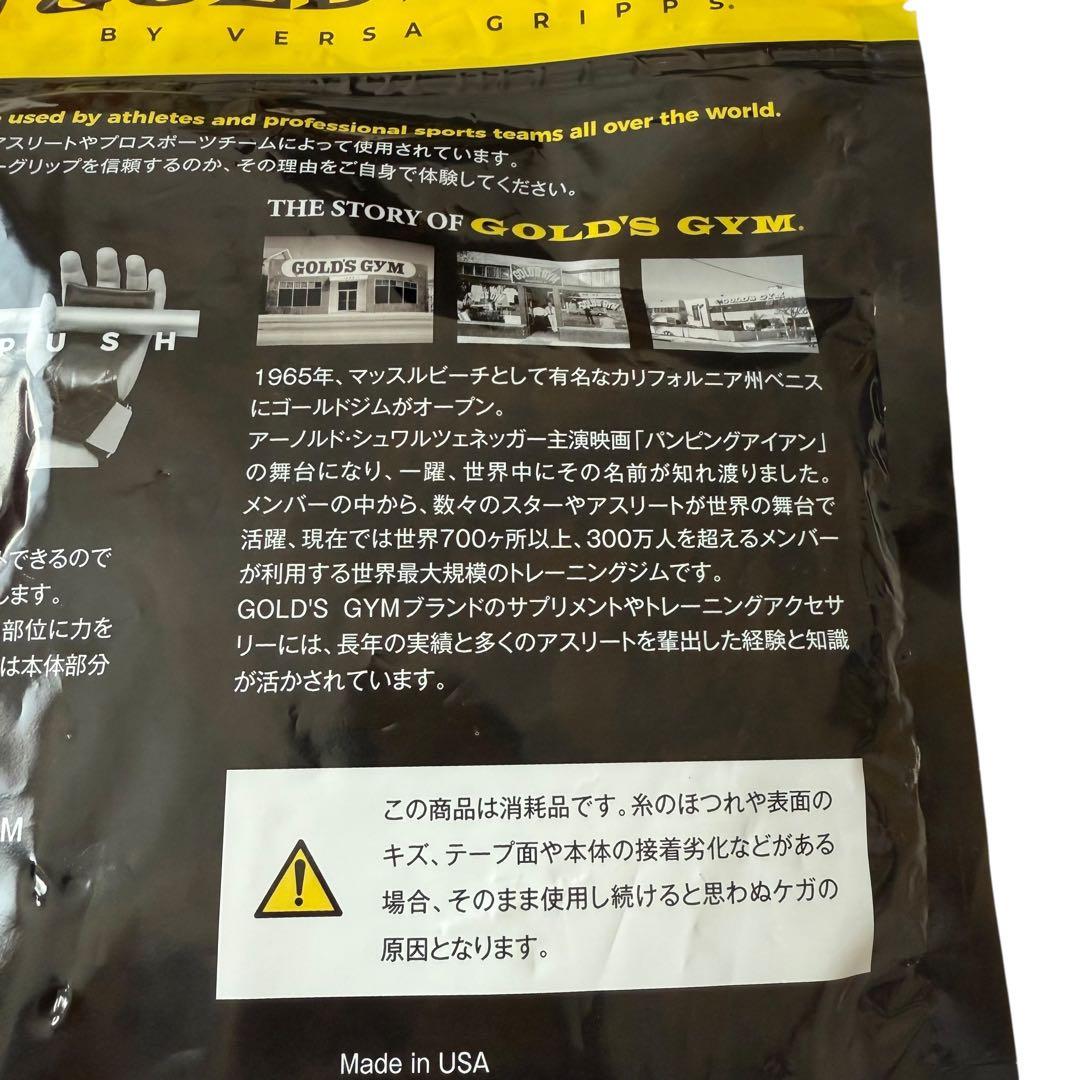 BY VERSA GRIPPS®
used by athletes and professional sports teams all over the world.
アスリートやプロスポーツチームによって使用されています。
ーグリップを信頼するのか、その理由をご自身で体験してください。
THE STORY OF GOLD'S GYM®
GOLD'S GYM
GOLD'S GYM
GOLD'S GYM
PUSH
1965年、マッスルビーチとして有名なカリフォルニア州ベニス
にゴールドジムがオープン。
アーノルド・シュワルツェネッガー主演映画「パンピングアイアン」
の舞台になり、一躍、世界中にその名前が知れ渡りました。
メンバーの中から、数々のスターやアスリートが世界の舞台で
活躍、現在では世界700ヶ所以上、300万人を超えるメンバー
が利用する世界最大規模のトレーニングジムです。
GOLD'S GYMブランドのサプリメントやトレーニングアクセサ
リーには、長年の実績と多くのアスリートを輩出した経験と知識
が活かされています。
できるので
します。
部位に力を
は本体部分
M
この商品は消耗品です。糸のほつれや表面の
キズ、テープ面や本体の接着劣化などがある
場合、そのまま使用し続けると思わぬケガの
原因となります。
Made in USA